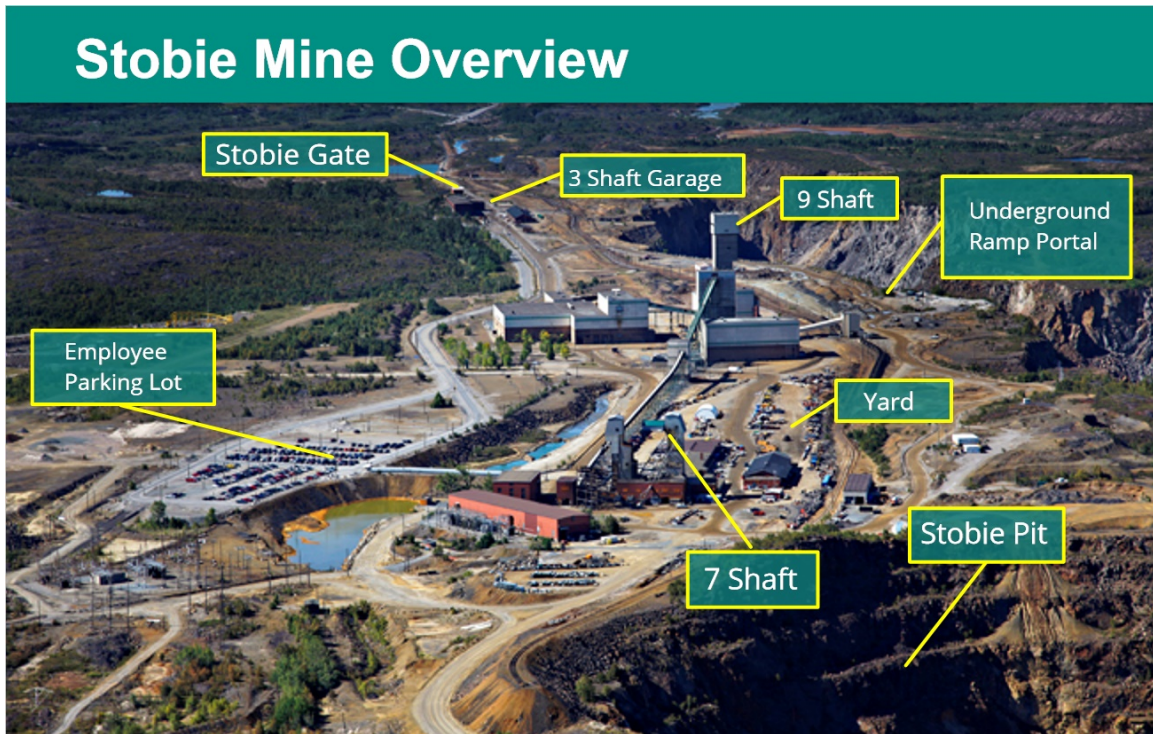 Stobie Mine Overview
Stobie Gate
3 Shaft Garage
9 Shaft
Underground
Ramp Portal
Employee
Parking Lot
Yard
Stobie Pit
7 Shaft